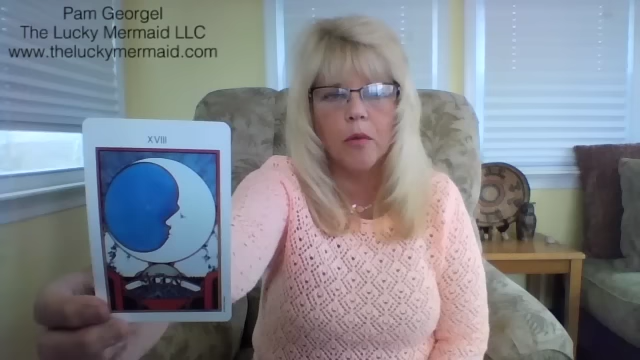 Pam Georgel
The Lucky Mermaid LLC
www.theluckymermaid.com
XVIII